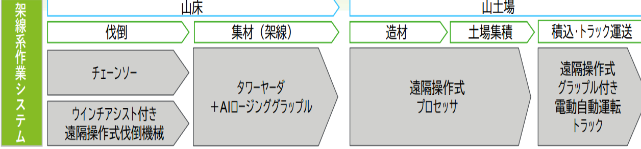 架線系作業システム
山床
山土場
伐倒
集材（架線）
造材
土場集積
積込・トラック運送
チェーンソー
ウインチアシスト付き
遠隔操作式伐倒機械
タワーヤーダ
＋AIロージンググラップル
遠隔操作式
プロセッサ
遠隔操作式
グラップル付き
電動自動運転
トラック